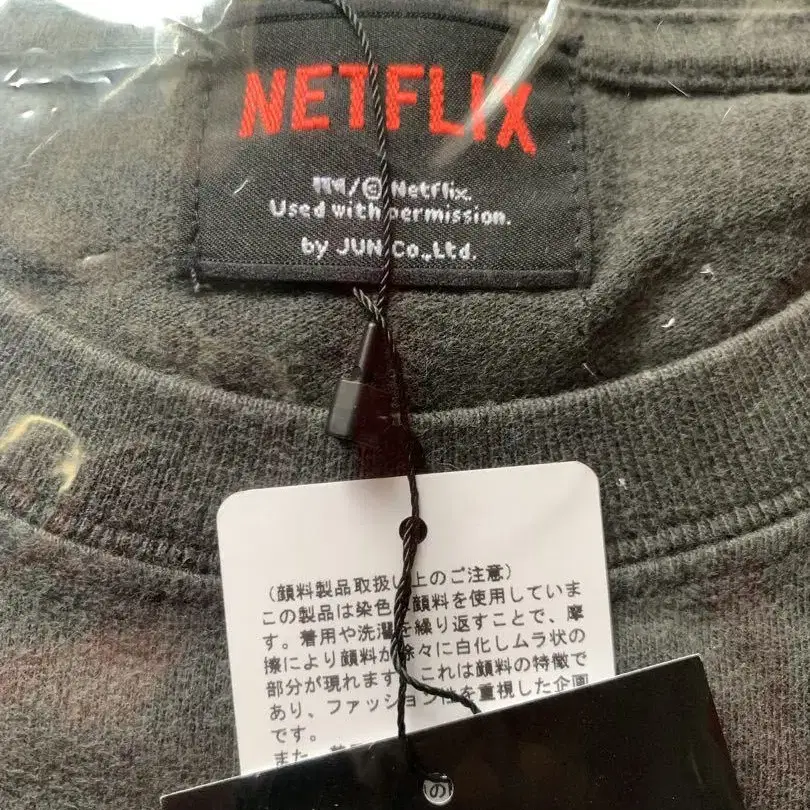 NETFLIX
TM/© Netflix.
Used with permission.
by JUN Co.,Ltd.
(顔料製品取扱い上のご注意)
この製品は染色に顔料を使用していま
す。着用や洗濯を繰り返すことで、摩
擦により顔料が徐々に白化しムラ状の
部分が現れます。これは顔料の特徴で
あり、ファッション性を重視した企画
です。
また